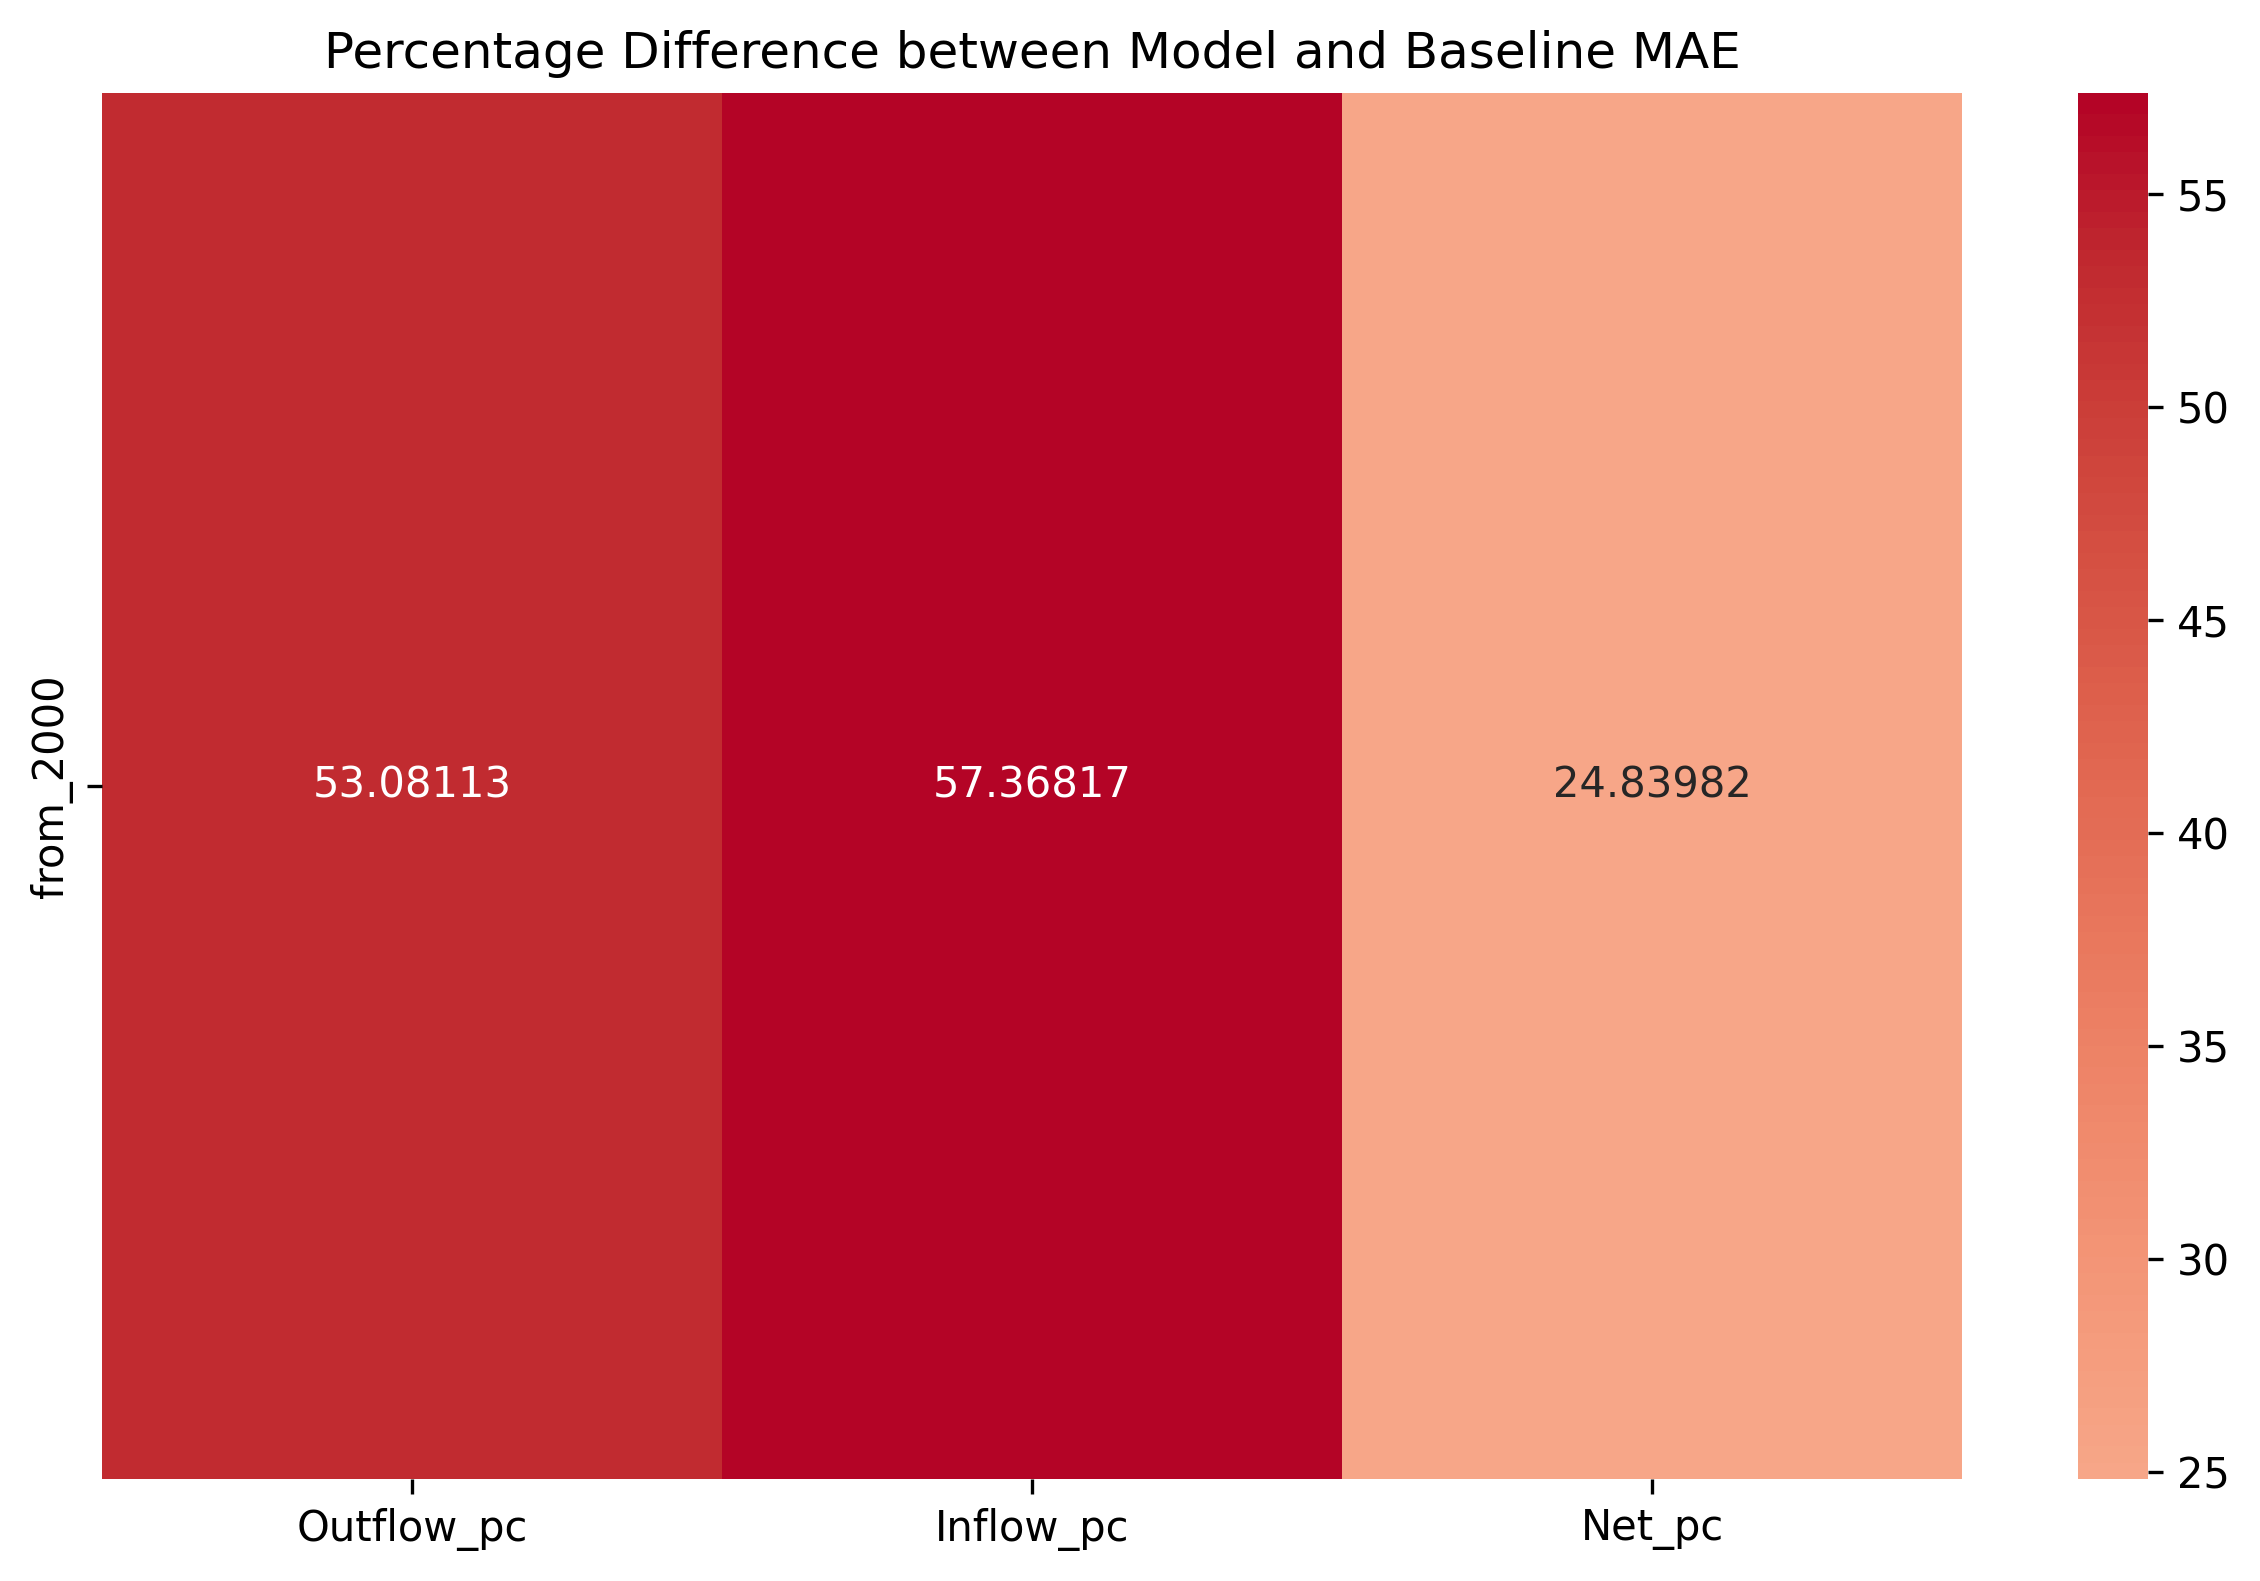 Percentage Difference between Model and Baseline MAE
from_2000
53.08113
57.36817
24.83982
Outflow_pc
Inflow_pc
Net_pc
55
50
45
40
35
30
25